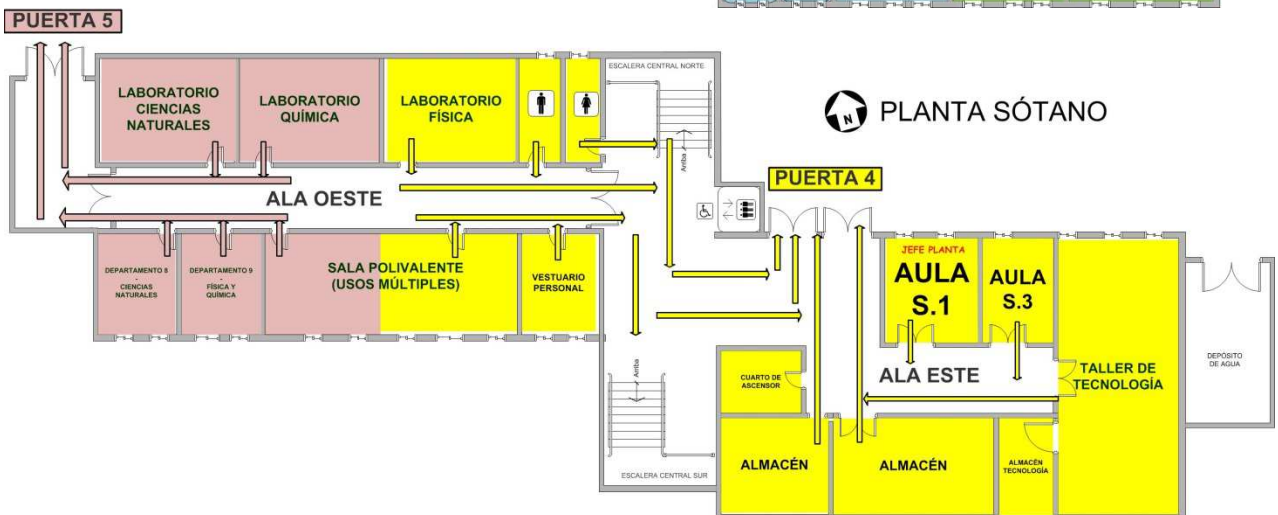 PUERTA 5
LABORATORIO
CIENCIAS
NATURALES
LABORATORIO
QUÍMICA
LABORATORIO
FÍSICA
ESCALERA CENTRAL NORTE
Arriba
N
PLANTA SÓTANO
PUERTA 4
ALA OESTE
DEPARTAMENTO 8
-
CIENCIAS
NATURALES
DEPARTAMENTO 9
-
FÍSICA Y
QUÍMICA
SALA POLIVALENTE
(USOS MÚLTIPLES)
VESTUARIO
PERSONAL
JEFE PLANTA
AULA
S.1
AULA
S.3
DEPÓSITO
DE AGUA
TALLER DE
TECNOLOGÍA
ALA ESTE
CUARTO DE
ASCENSOR
Arriba
ALMACÉN
ALMACÉN
ALMACÉN
TECNOLOGÍA
ESCALERA CENTRAL SUR